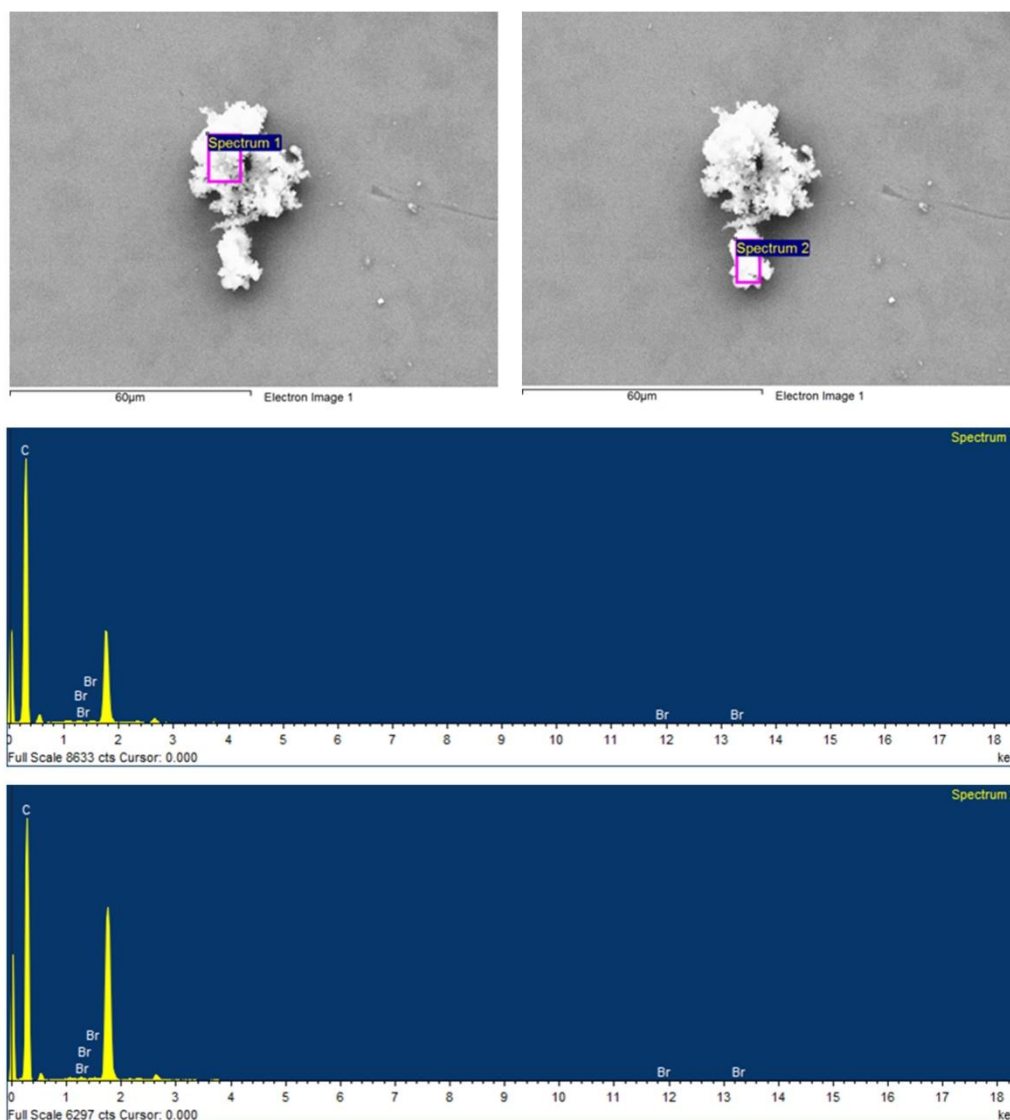 Spectrum 1
Spectrum 2
60µm Electron Image 1
60µm Electron Image 1
Spectrum
C
Br
Br
Br
Br Br
0 1 2 3 4 5 6 7 8 9 10 11 12 13 14 15 16 17 18
Full Scale 8633 cts Cursor: 0.000 ke
Spectrum
C
Br
Br
Br
Br Br
0 1 2 3 4 5 6 7 8 9 10 11 12 13 14 15 16 17 18
Full Scale 6297 cts Cursor: 0.000 ke